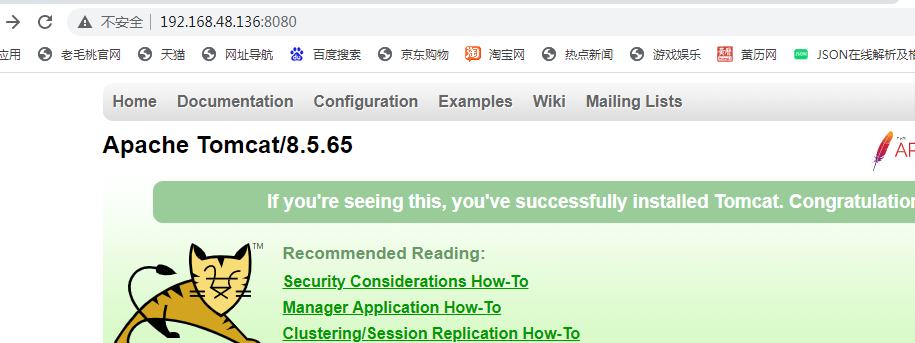 不安全 192.168.48.136:8080
应用 老毛桃官网 天猫 网址导航 百度搜索 京东购物 淘宝网 热点新闻 游戏娱乐 黄历网 JSON在线解析及格
Home Documentation Configuration Examples Wiki Mailing Lists
Apache Tomcat/8.5.65
If you're seeing this, you've successfully installed Tomcat. Congratulation
TM
Recommended Reading:
Security Considerations How-To
Manager Application How-To
Clustering/Session Replication How-To